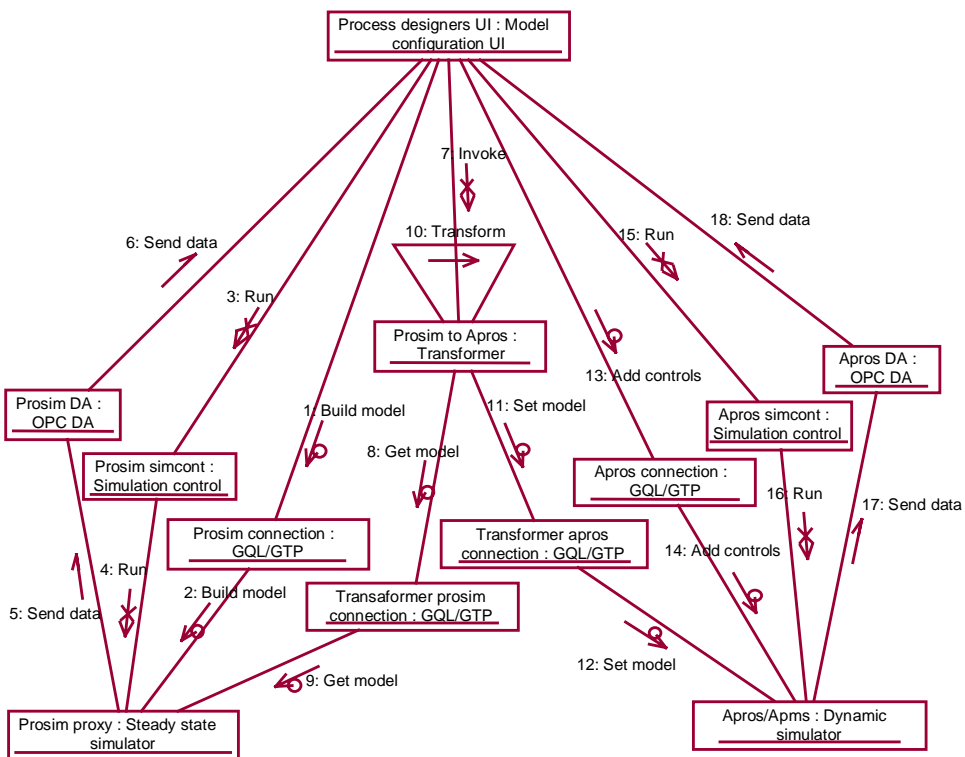 Process designers UI : Model
configuration UI
7: Invoke
10: Transform
6: Send data
15: Run
18: Send data
3: Run
Prosim to Apros :
Transformer
13: Add controls
Apros DA :
OPC DA
Prosim DA :
OPC DA
1: Build model
11: Set model
Apros simcont :
Simulation control
8: Get model
Prosim simcont :
Simulation control
Apros connection :
GQL/GTP
16: Run
17: Send data
Prosim connection :
GQL/GTP
Transformer apros
connection : GQL/GTP
14: Add controls
4: Run
2: Build model
5: Send data
Transaformer prosim
connection : GQL/GTP
12: Set model
9: Get model
Prosim proxy : Steady state
simulator
Apros/Apms : Dynamic
simulator